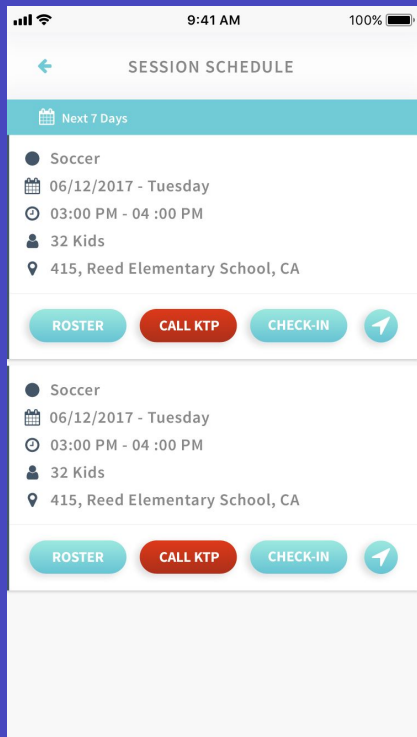 9:41 AM 100%
SESSION SCHEDULE
Next 7 Days
Soccer
06/12/2017 - Tuesday
03:00 PM - 04 :00 PM
32 Kids
415, Reed Elementary School, CA
ROSTER CALL KTP CHECK-IN
Soccer
06/12/2017 - Tuesday
03:00 PM - 04 :00 PM
32 Kids
415, Reed Elementary School, CA
ROSTER CALL KTP CHECK-IN